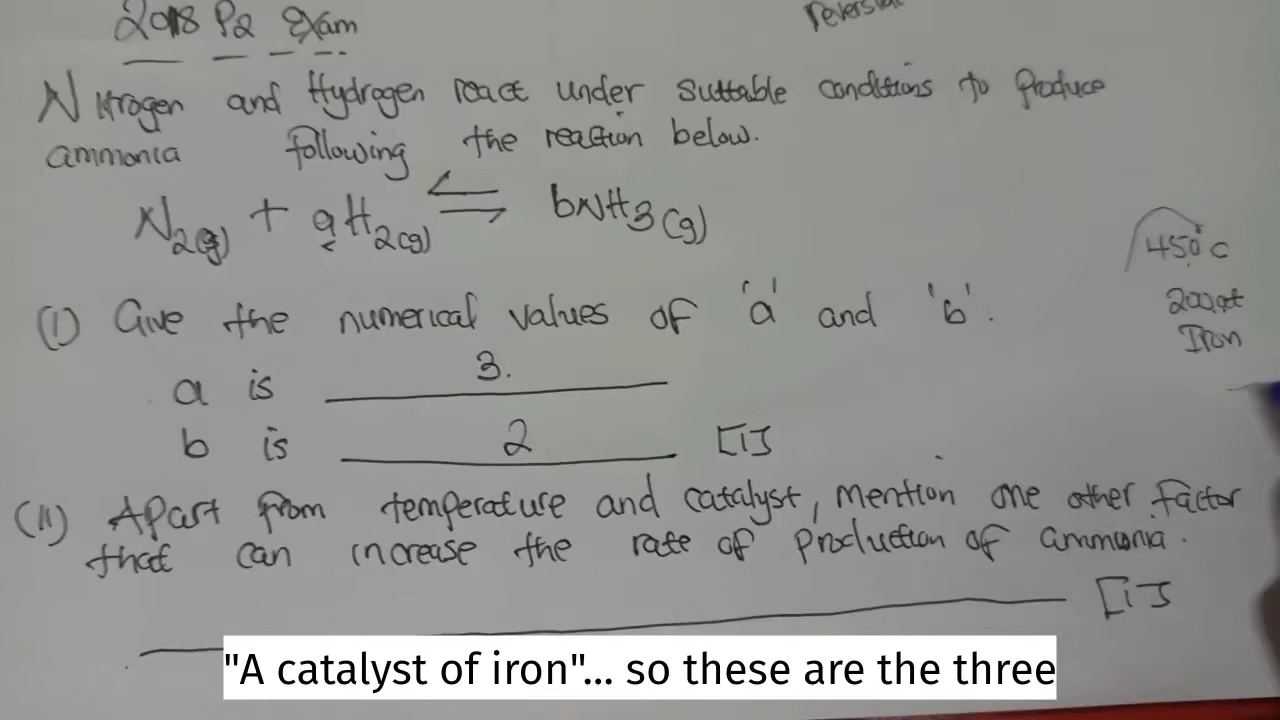 2018 P2 Exam
Nitrogen and Hydrogen react under suitable conditions to produce
ammonia following the reaction below.
N2(g) + aH2(g) ⇌ bNH3(g)
450°c
200at
Iron
(i) Give the numerical values of 'a' and 'b'.
a is 3.
b is 2 [1]
(ii) Apart from temperature and catalyst, mention one other factor
that can increase the rate of production of ammonia.
[1]
"A catalyst of iron"... so these are the three